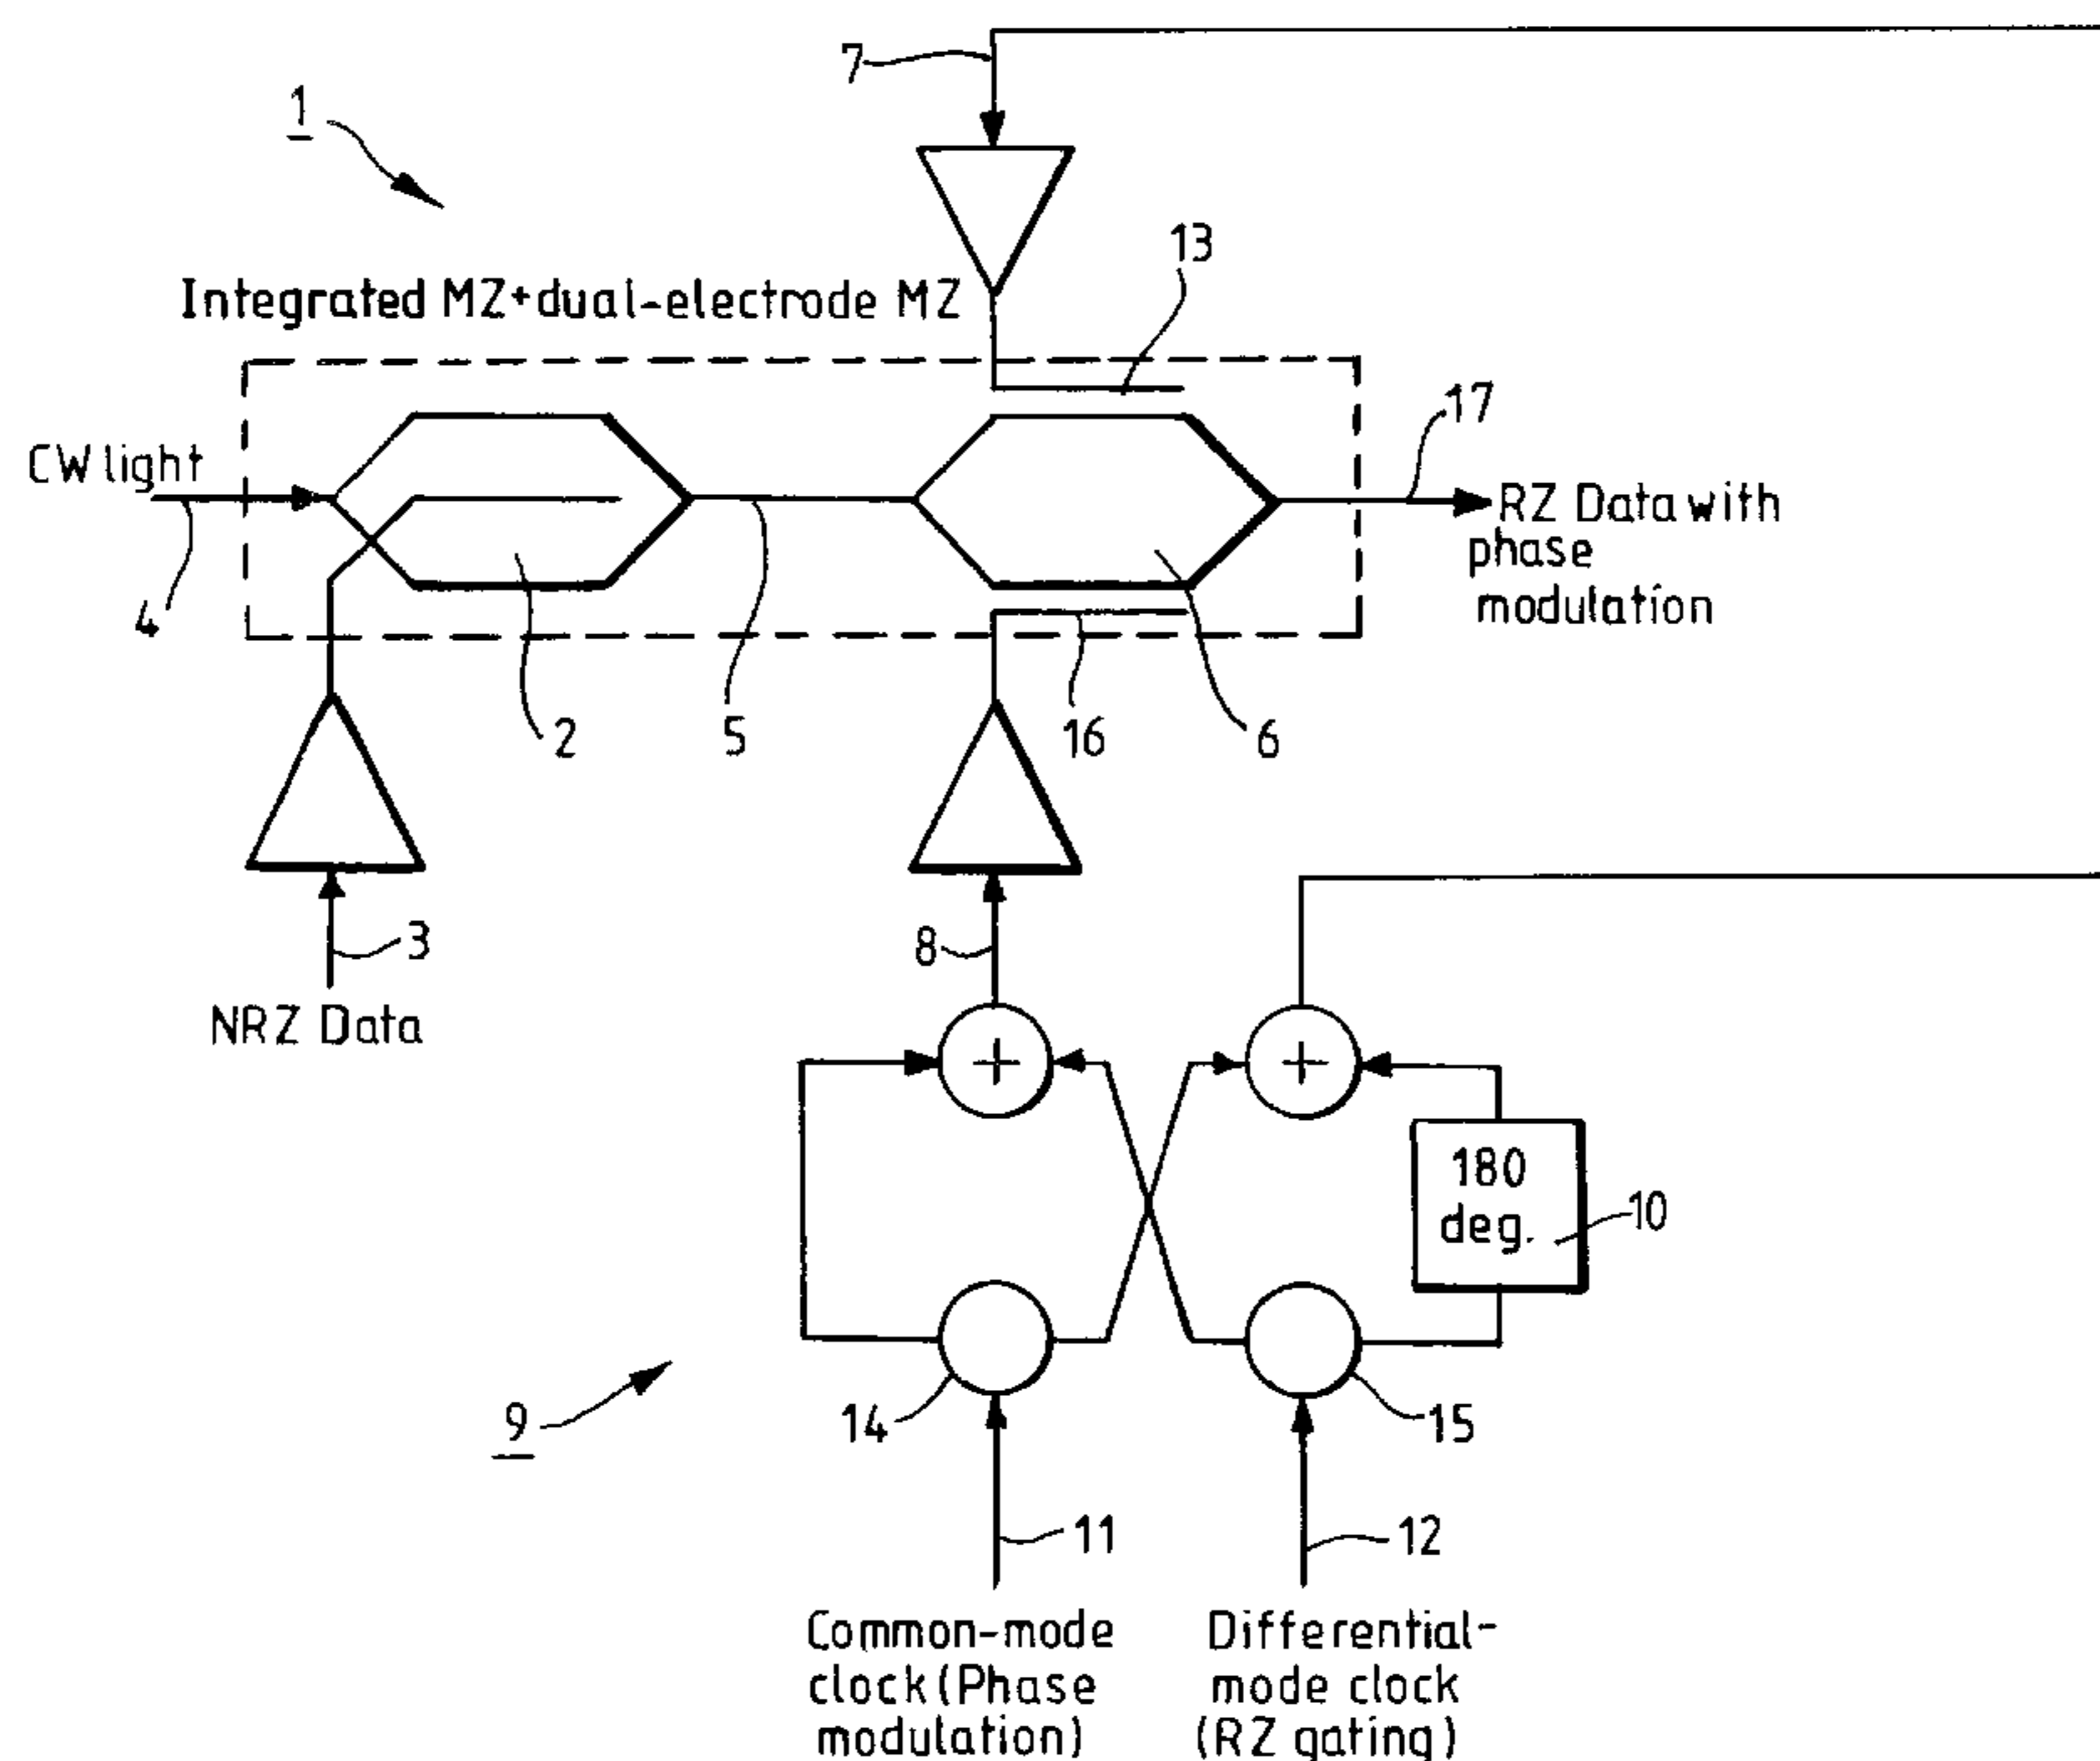 7
1
13
Integrated MZ+dual-electrode MZ
17
CW light
RZ Data with
phase
modulation
4
2
5
16
6
3
8
NRZ Data
+
+
180
deg.
10
9
14
15
11
12
Common-mode
clock (Phase
modulation)
Differential-
mode clock
(RZ gating)